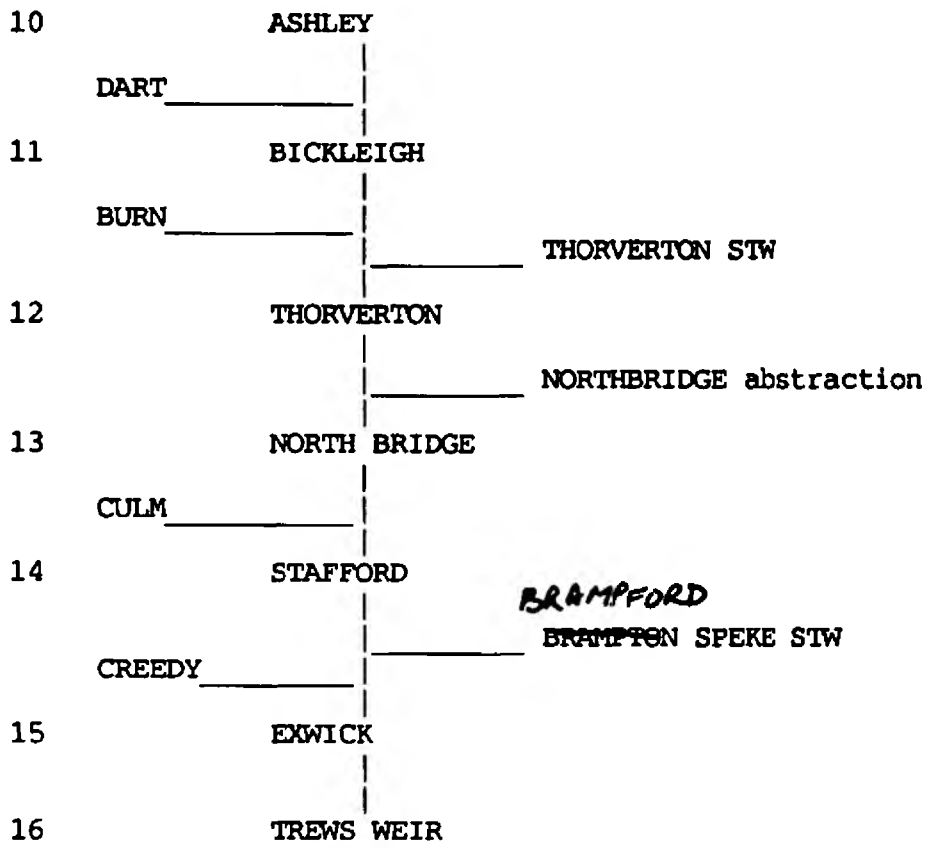 10 ASHLEY
DART
11 BICKLEIGH
BURN
THORVERTON STW
12 THORVERTON
NORTHBRIDGE abstraction
13 NORTH BRIDGE
CULM
14 STAFFORD
BRAMPFORD
BRAMPTON SPEKE STW
CREEDY
15 EXWICK
16 TREWS WEIR